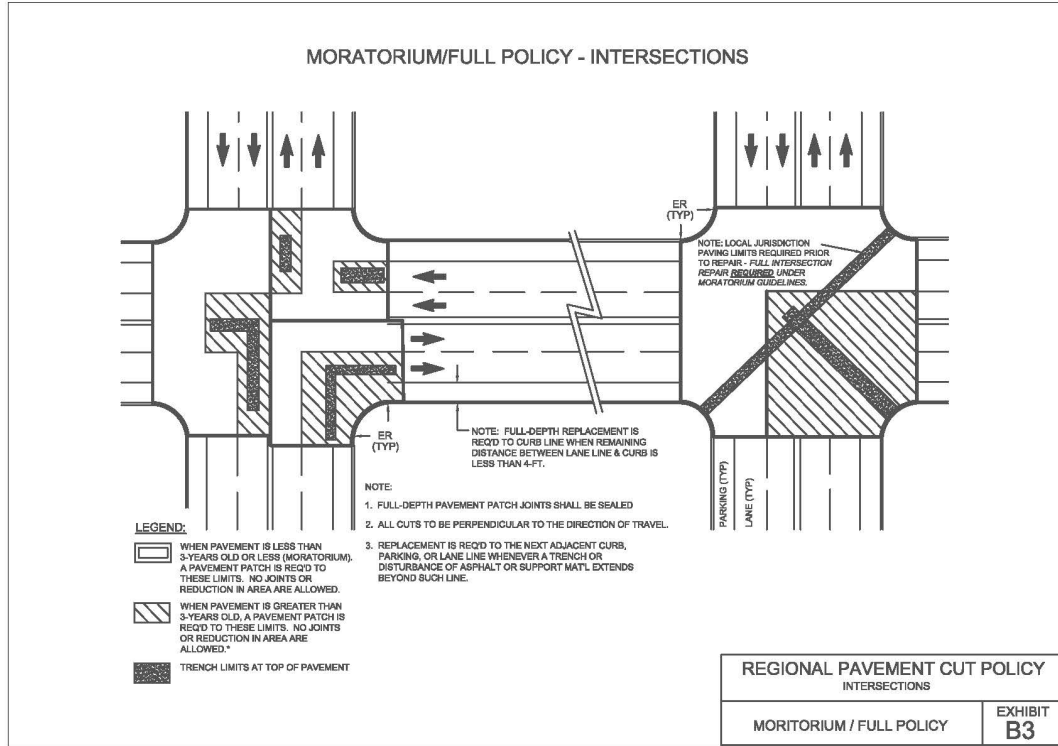 MORATORIUM/FULL POLICY - INTERSECTIONS
ER
(TYP)
NOTE: LOCAL JURISDICTION
PAVING LIMITS REQUIRED PRIOR
TO REPAIR - FULL INTERSECTION
REPAIR REQUIRED UNDER
MORATORIUM GUIDELINES.
ER
(TYP)
NOTE: FULL-DEPTH REPLACEMENT IS
REQ'D TO CURB LINE WHEN REMAINING
DISTANCE BETWEEN LANE LINE & CURB IS
LESS THAN 4-FT.
PARKING (TYP)
LANE (TYP)
NOTE:
1. FULL-DEPTH PAVEMENT PATCH JOINTS SHALL BE SEALED
2. ALL CUTS TO BE PERPENDICULAR TO THE DIRECTION OF TRAVEL.
3. REPLACEMENT IS REQ'D TO THE NEXT ADJACENT CURB,
PARKING, OR LANE LINE WHENEVER A TRENCH OR
DISTURBANCE OF ASPHALT OR SUPPORT MAT'L EXTENDS
BEYOND SUCH LINE.
LEGEND:
WHEN PAVEMENT IS LESS THAN
3-YEARS OLD OR LESS (MORATORIUM).
A PAVEMENT PATCH IS REQ'D TO
THESE LIMITS. NO JOINTS OR
REDUCTION IN AREA ARE ALLOWED.
WHEN PAVEMENT IS GREATER THAN
3-YEARS OLD, A PAVEMENT PATCH IS
REQ'D TO THESE LIMITS. NO JOINTS
OR REDUCTION IN AREA ARE
ALLOWED.*
TRENCH LIMITS AT TOP OF PAVEMENT
REGIONAL PAVEMENT CUT POLICY
INTERSECTIONS
MORITORIUM / FULL POLICY
EXHIBIT
B3